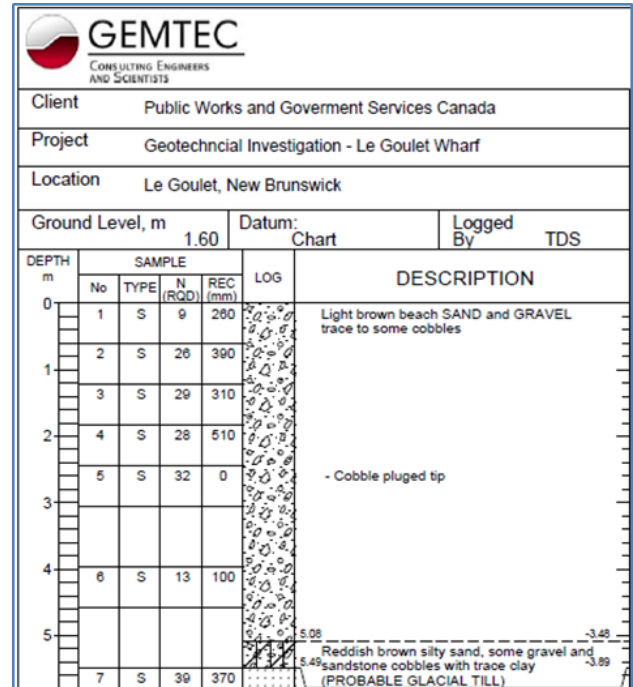 GEMTEC
CONSULTING ENGINEERS
AND SCIENTISTS
Client Public Works and Goverment Services Canada
Project Geotechncial Investigation - Le Goulet Wharf
Location Le Goulet, New Brunswick
Ground Level, m 1.60 Datum: Chart Logged By TDS
DEPTH m SAMPLE LOG DESCRIPTION
No TYPE N (RQD) REC (mm)
0
1 S 9 260 Light brown beach SAND and GRAVEL
trace to some cobbles
2 S 26 390
1
3 S 29 310
2 4 S 28 510
5 S 32 0 - Cobble pluged tip
3
4
6 S 13 100
5 5.08 -3.48
Reddish brown silty sand, some gravel and
5.49 sandstone cobbles with trace clay -3.89
7 S 39 370 (PROBABLE GLACIAL TILL)